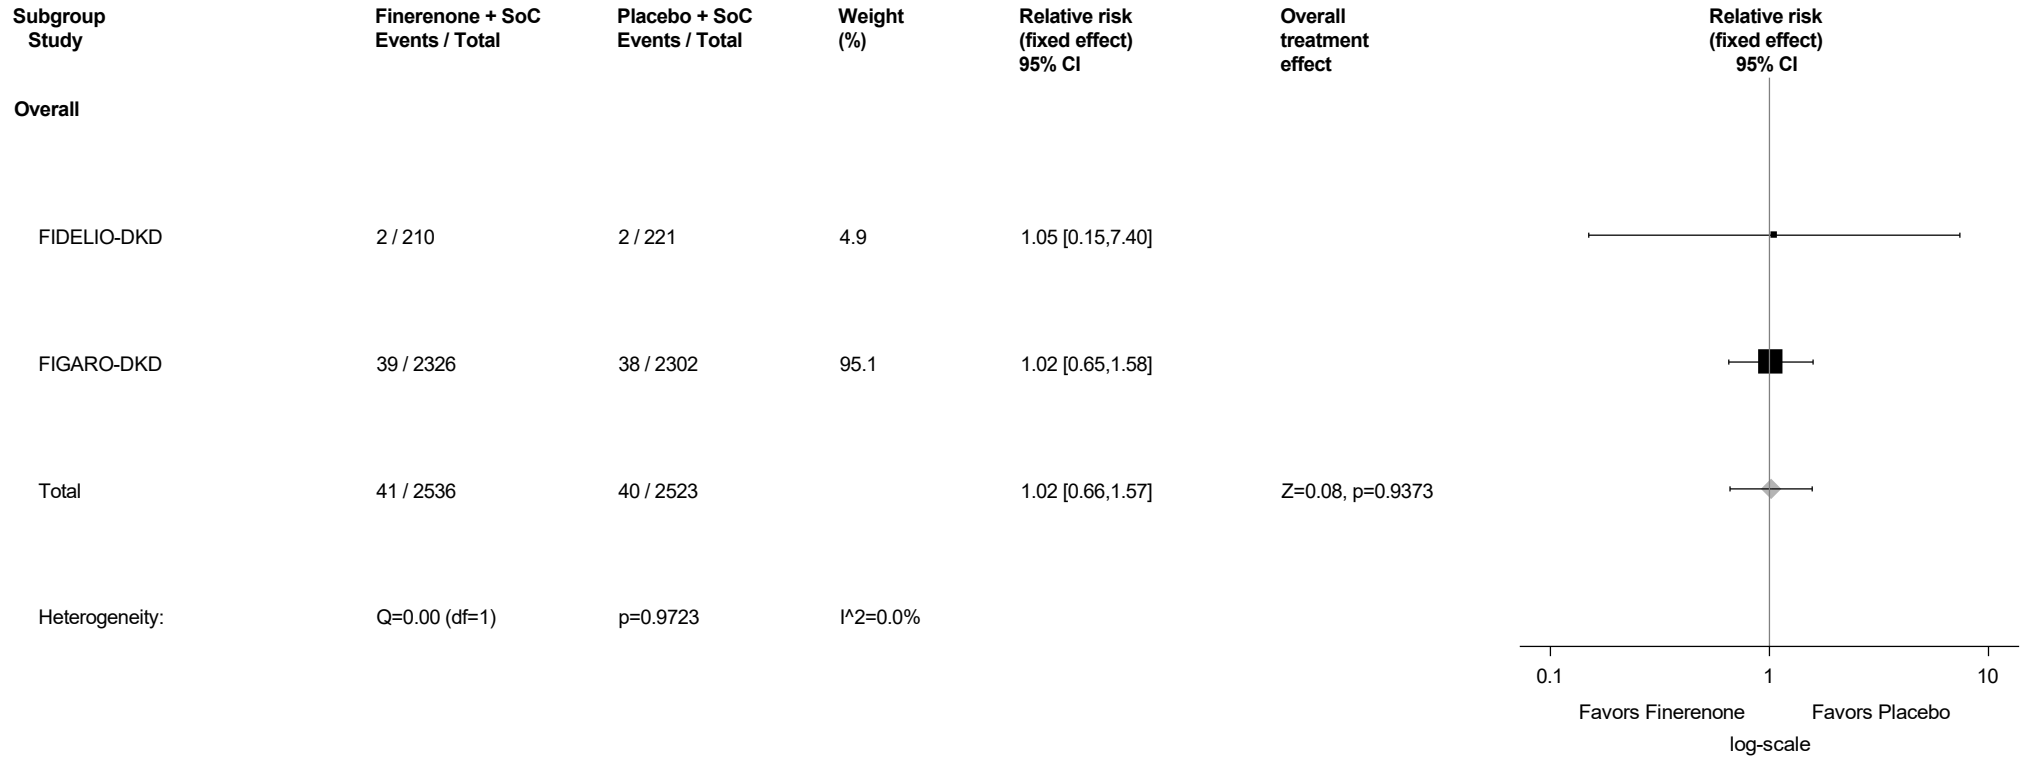 Subgroup Finerenone + SoC Placebo + SoC Weight Relative risk Overall Relative risk
Study Events / Total Events / Total (%) (fixed effect) treatment (fixed effect)
95% CI effect 95% CI
Overall
FIDELIO-DKD 2 / 210 2 / 221 4.9 1.05 [0.15,7.40]
FIGARO-DKD 39 / 2326 38 / 2302 95.1 1.02 [0.65,1.58]
Total 41 / 2536 40 / 2523 1.02 [0.66,1.57] Z=0.08, p=0.9373
Heterogeneity: Q=0.00 (df=1) p=0.9723 I^2=0.0%
0.1 1 10
Favors Finerenone Favors Placebo
log-scale